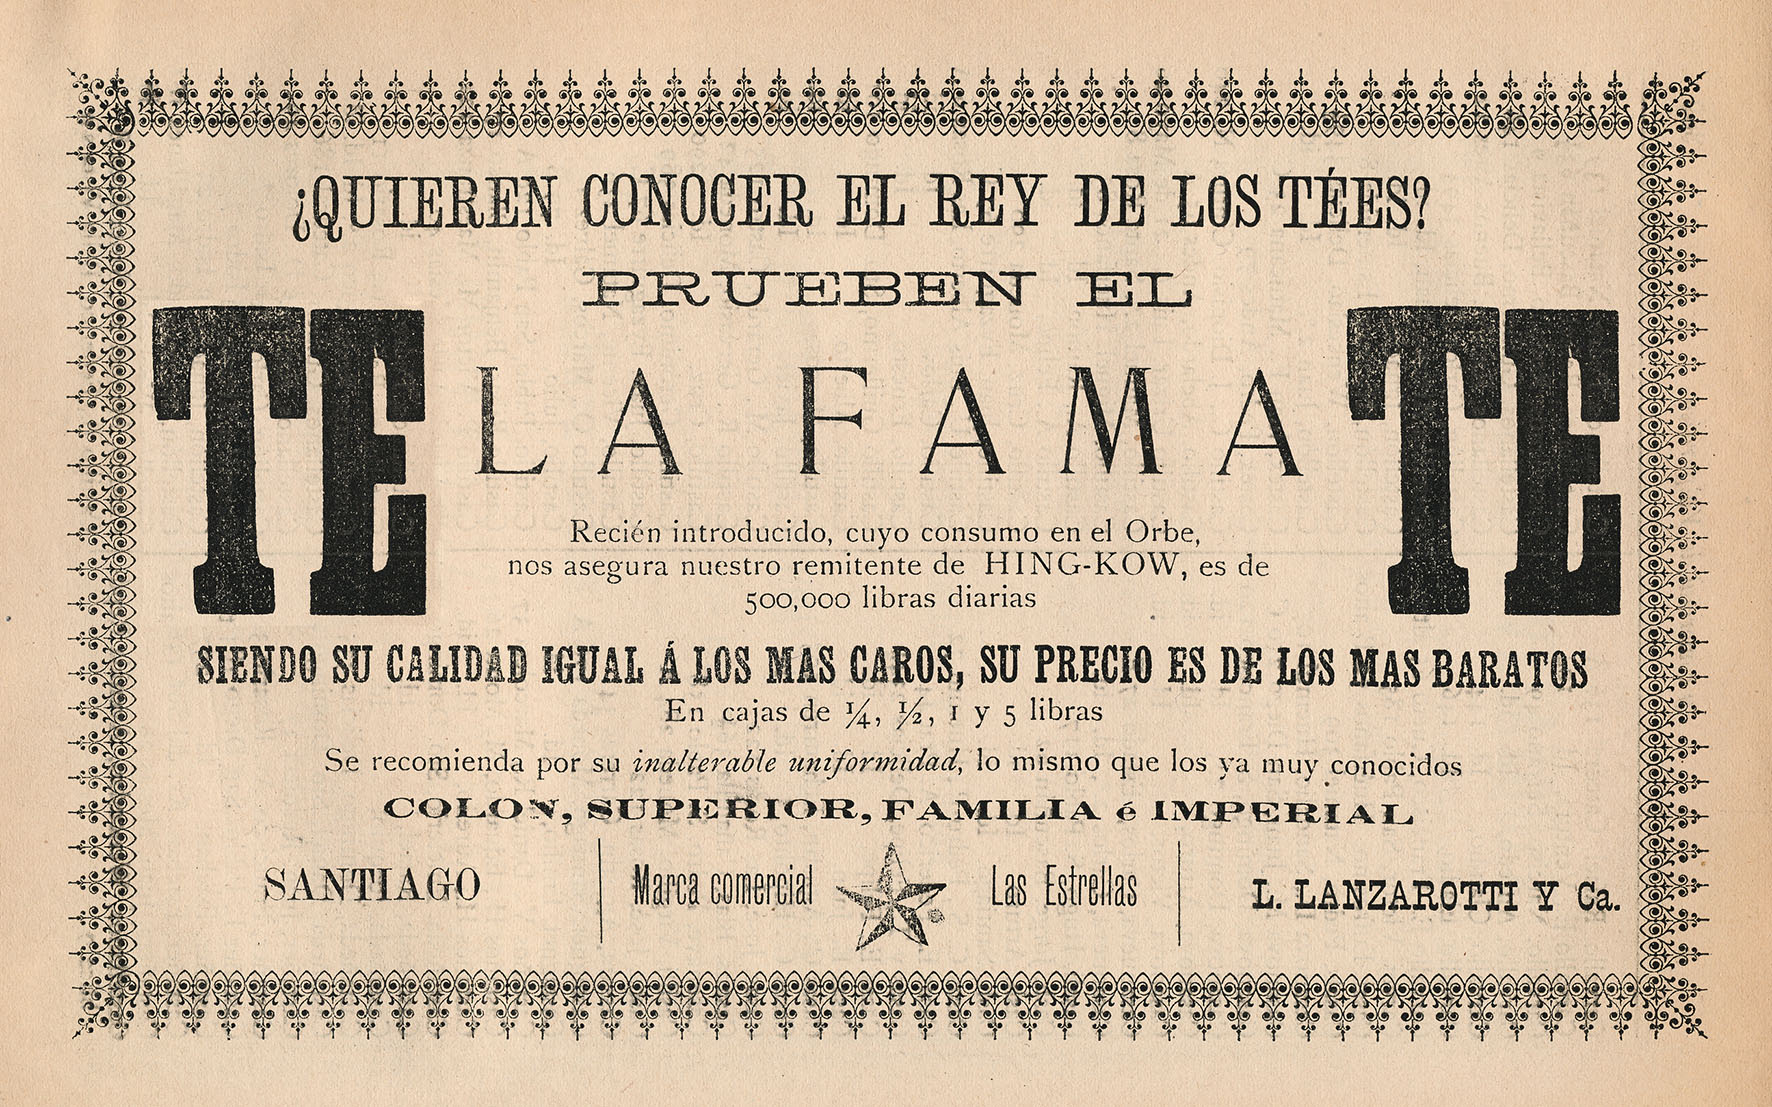 ¿QUIEREN CONOCER EL REY DE LOS TÉES?
PRUEBEN EL
TE LA FAMA TE
Recién introducido, cuyo consumo en el Orbe,
nos asegura nuestro remitente de HING-KOW, es de
500,000 libras diarias
SIENDO SU CALIDAD IGUAL Á LOS MAS CAROS, SU PRECIO ES DE LOS MAS BARATOS
En cajas de ¼, ½, 1 y 5 libras
Se recomienda por su inalterable uniformidad, lo mismo que los ya muy conocidos
COLON, SUPERIOR, FAMILIA é IMPERIAL
SANTIAGO
Marca comercial Las Estrellas
L. LANZAROTTI Y Ca.